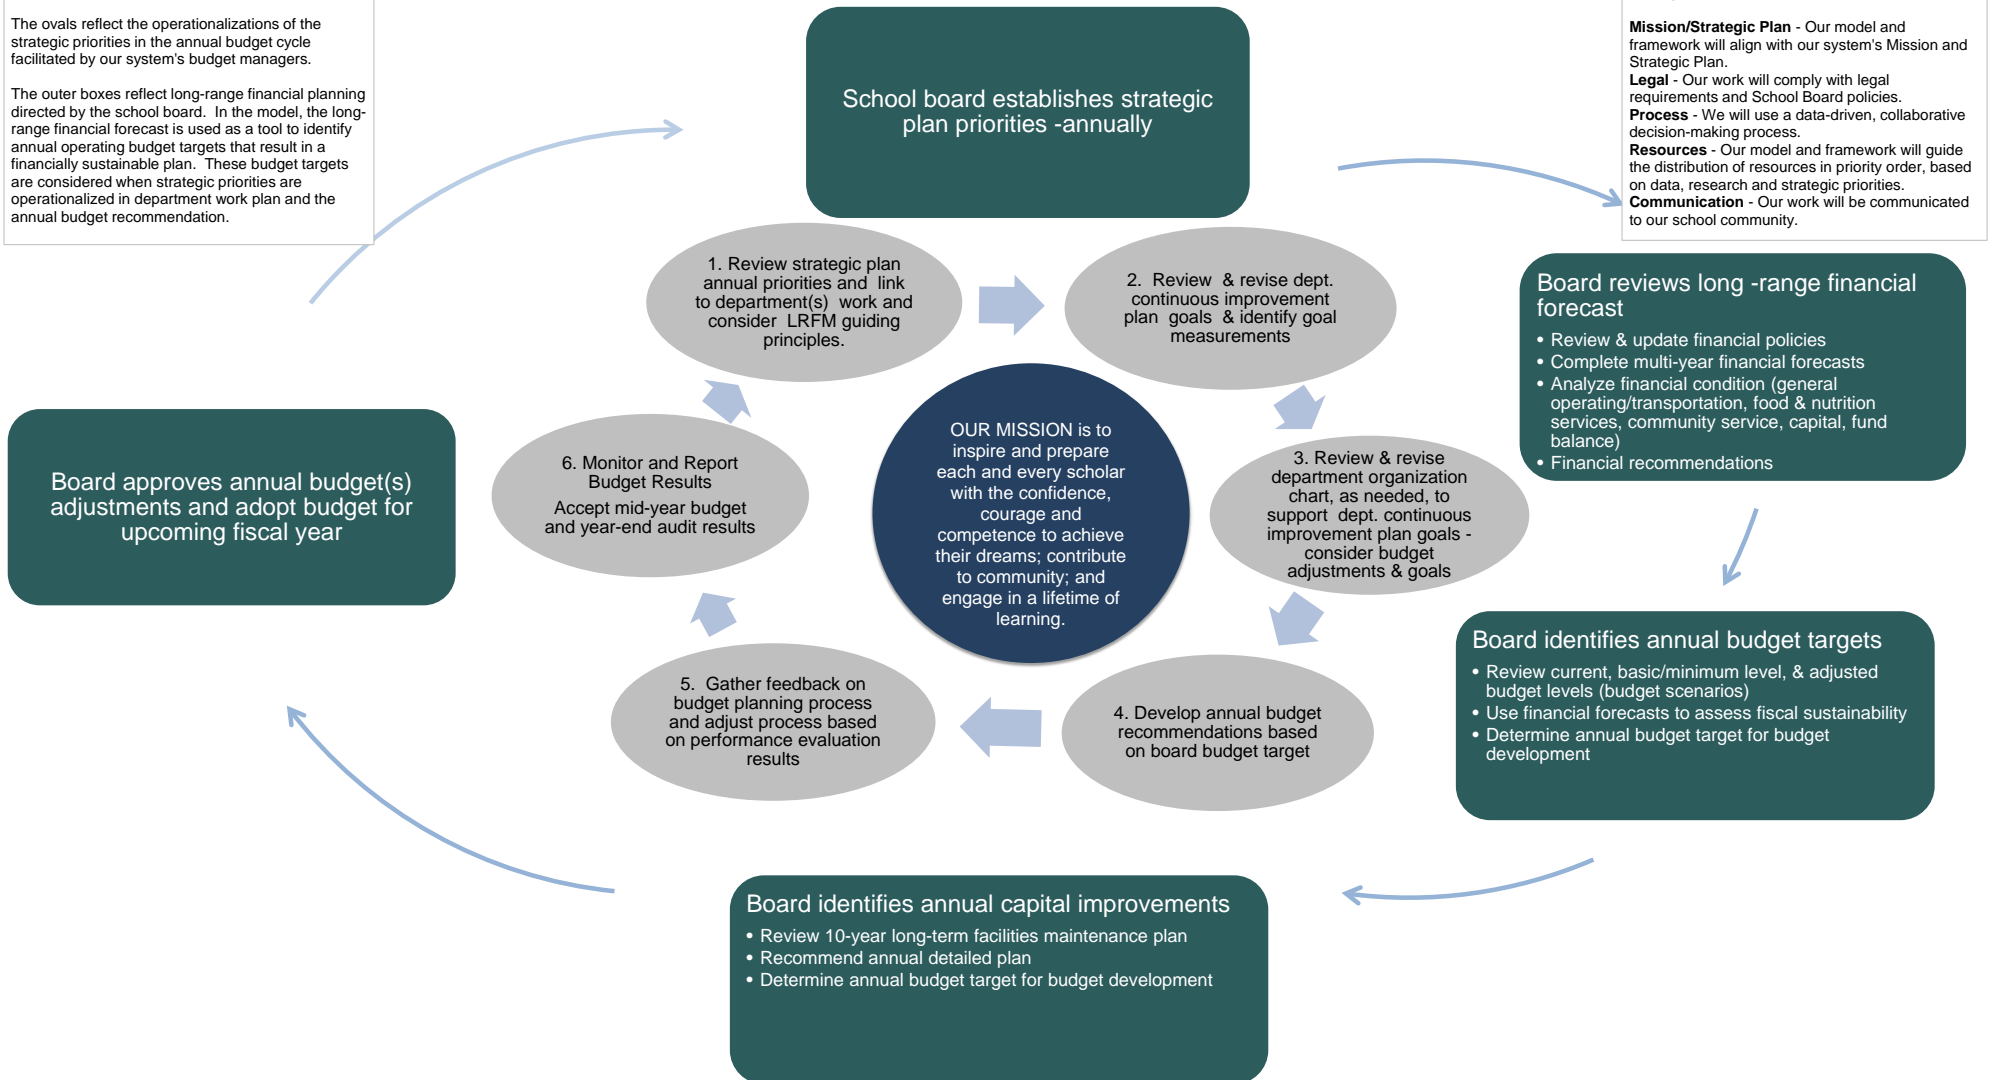 The ovals reflect the operationalizations of the
strategic priorities in the annual budget cycle
facilitated by our system's budget managers.
The outer boxes reflect long-range financial planning
directed by the school board.  In the model, the long-
range financial forecast is used as a tool to identify
annual operating budget targets that result in a
financially sustainable plan.  These budget targets
are considered when strategic priorities are
operationalized in department work plan and the
annual budget recommendation.
School board establishes strategic
plan priorities -annually
Mission/Strategic Plan - Our model and
framework will align with our system's Mission and
Strategic Plan.
Legal - Our work will comply with legal
requirements and School Board policies.
Process - We will use a data-driven, collaborative
decision-making process.
Resources - Our model and framework will guide
the distribution of resources in priority order, based
on data, research and strategic priorities.
Communication - Our work will be communicated
to our school community.
1. Review strategic plan
annual priorities and  link
to department(s)  work and
consider  LRFM guiding
principles.
2.  Review  & revise dept.
continuous improvement
plan  goals  & identify goal
measurements
Board reviews long -range financial
forecast
• Review & update financial policies
• Complete multi-year financial forecasts
• Analyze financial condition (general
operating/transportation, food & nutrition
services, community service, capital, fund
balance)
• Financial recommendations
Board approves annual budget(s)
adjustments and adopt budget for
upcoming fiscal year
6. Monitor and Report
Budget Results
Accept mid-year budget
and year-end audit results
OUR MISSION is to
inspire and prepare
each and every scholar
with the confidence,
courage and
competence to achieve
their dreams; contribute
to community; and
engage in a lifetime of
learning.
3. Review & revise
department organization
chart, as needed, to
support  dept. continuous
improvement plan goals -
consider budget
adjustments & goals
Board identifies annual budget targets
• Review current, basic/minimum level, & adjusted
budget levels (budget scenarios)
• Use financial forecasts to assess fiscal sustainability
• Determine annual budget target for budget
development
5.  Gather feedback on
budget planning process
and adjust process based
on performance evaluation
results
4. Develop annual budget
recommendations based
on board budget target
Board identifies annual capital improvements
• Review 10-year long-term facilities maintenance plan
• Recommend annual detailed plan
• Determine annual budget target for budget development